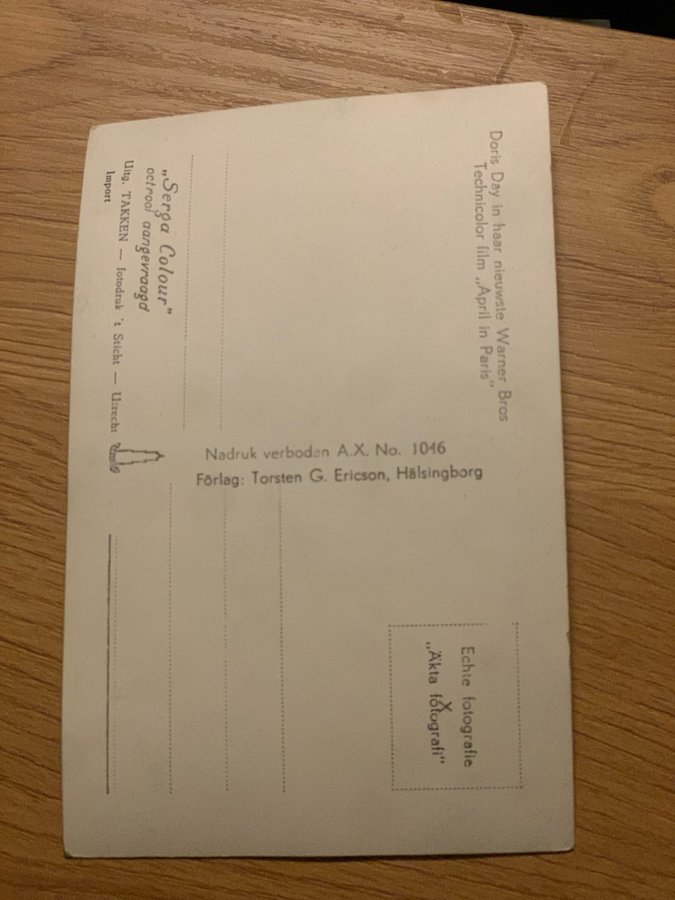 Doris Day in haar nieuwste Warner Bros
Technicolor film „April in Paris"
Nadruk verboden A.X. No. 1046
Förlag: Torsten G. Ericson, Hälsingborg
Echte fotografie
„Äkta fotografi"
„Serga Colour"
octrooi aangevraagd
Uitg. TAKKEN — fotodruk 't Sticht — Utrecht
Import